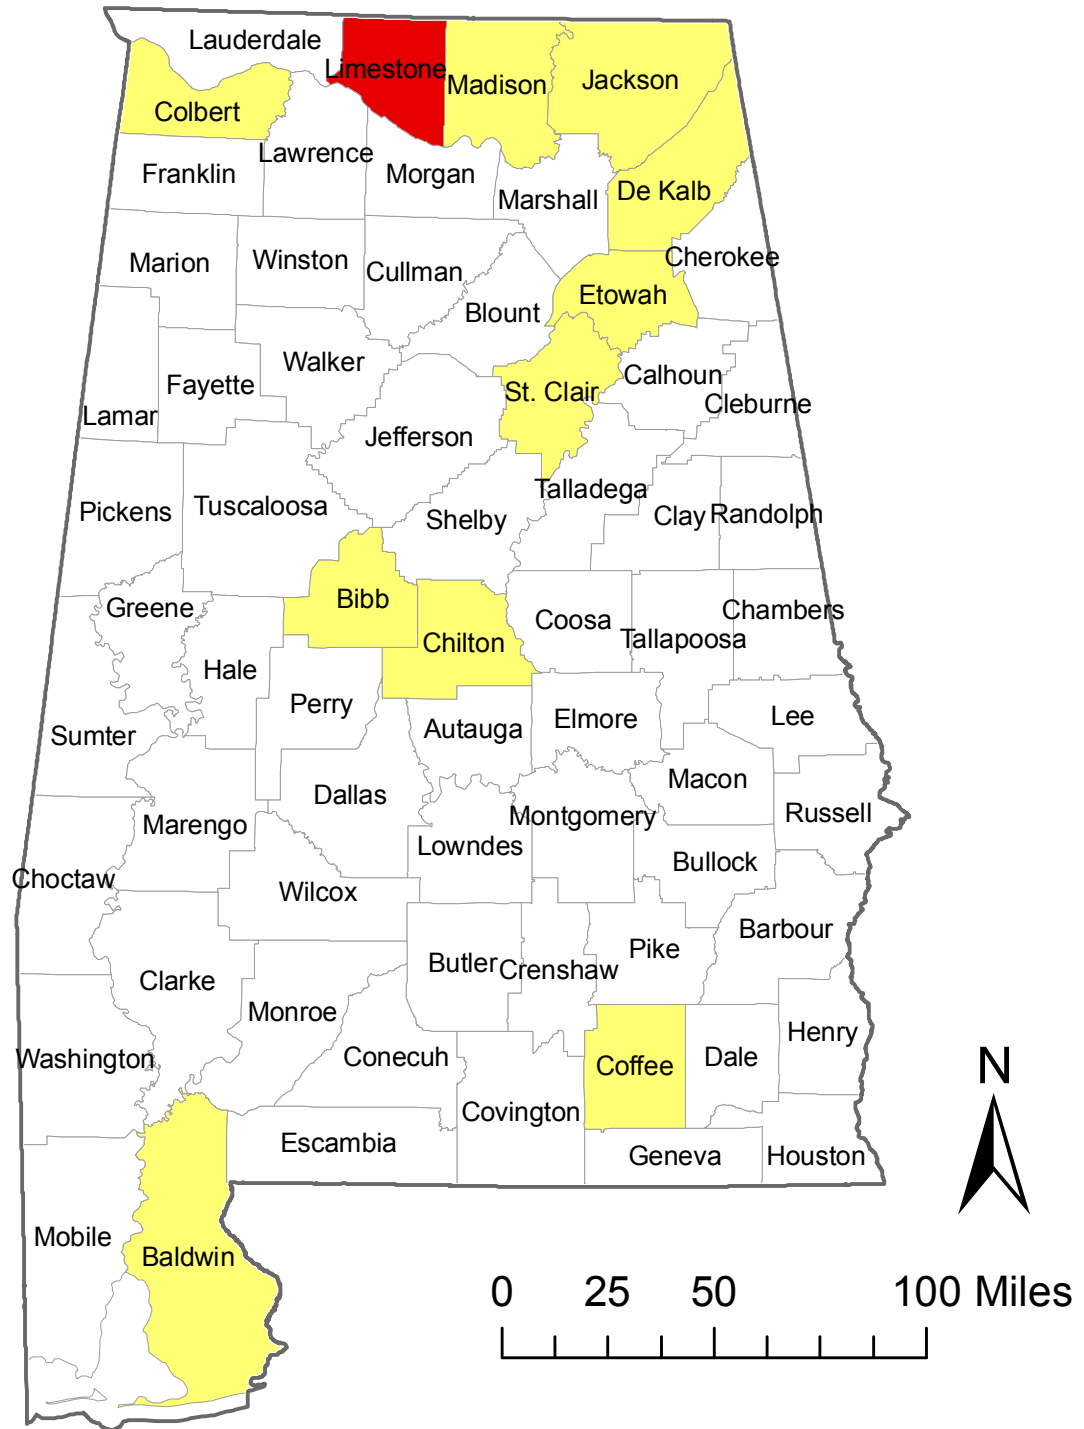 Lauderdale
Limestone
Madison
Jackson
Colbert
Lawrence
Franklin
Morgan
De Kalb
Marshall
Cherokee
Marion
Winston
Cullman
Etowah
Blount
Walker
Calhoun
Fayette
St. Clair
Cleburne
Lamar
Jefferson
Talladega
Tuscaloosa
Pickens
Shelby
Clay
Randolph
Bibb
Greene
Chambers
Coosa
Tallapoosa
Chilton
Hale
Perry
Lee
Elmore
Autauga
Sumter
Macon
Dallas
Russell
Montgomery
Marengo
Lowndes
Bullock
Choctaw
Wilcox
Barbour
Pike
Butler
Crenshaw
Clarke
Monroe
Henry
Washington
Conecuh
Dale
Coffee
N
Covington
Escambia
Geneva
Houston
Mobile
Baldwin
0 25 50 100 Miles